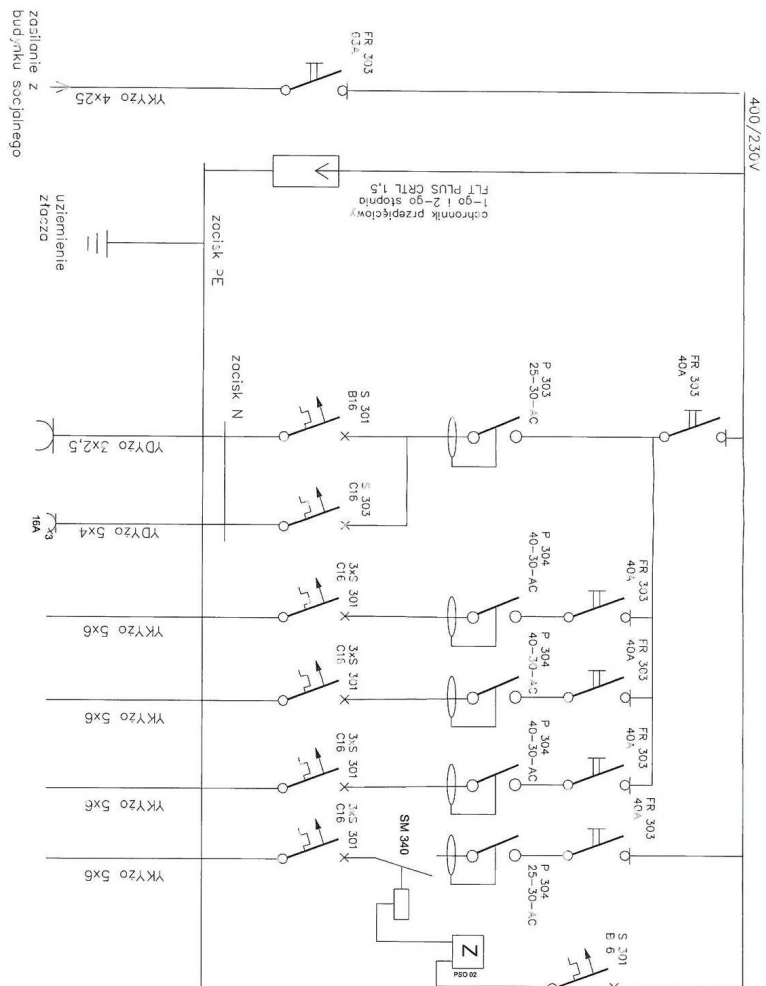 400/230V
FR 303
63A
YKYżo 4x25
zasilanie z
budynku socjalnego
ochronnik przepięciowy
1-go i 2-go stopnia
FLT PLUS CRTL 1,5
zacisk PE
uziemienie
złącza
zacisk N
FR 303
40A
P 303
25-30-AC
S 301
B16
YDYżo 3x2,5
S 303
C16
YDYżo 5x4
x3
16A
FR 303
40A
P 304
40-30-AC
3xS 301
C16
YKYżo 5x6
FR 303
40A
P 304
40-30-AC
3xS 301
C16
YKYżo 5x6
FR 303
40A
P 304
40-30-AC
3xS 301
C16
YKYżo 5x6
FR 303
40A
P 304
25-30-AC
SM 340
3xS 301
C16
YKYżo 5x6
Z
PSO 02
S 301
B 6